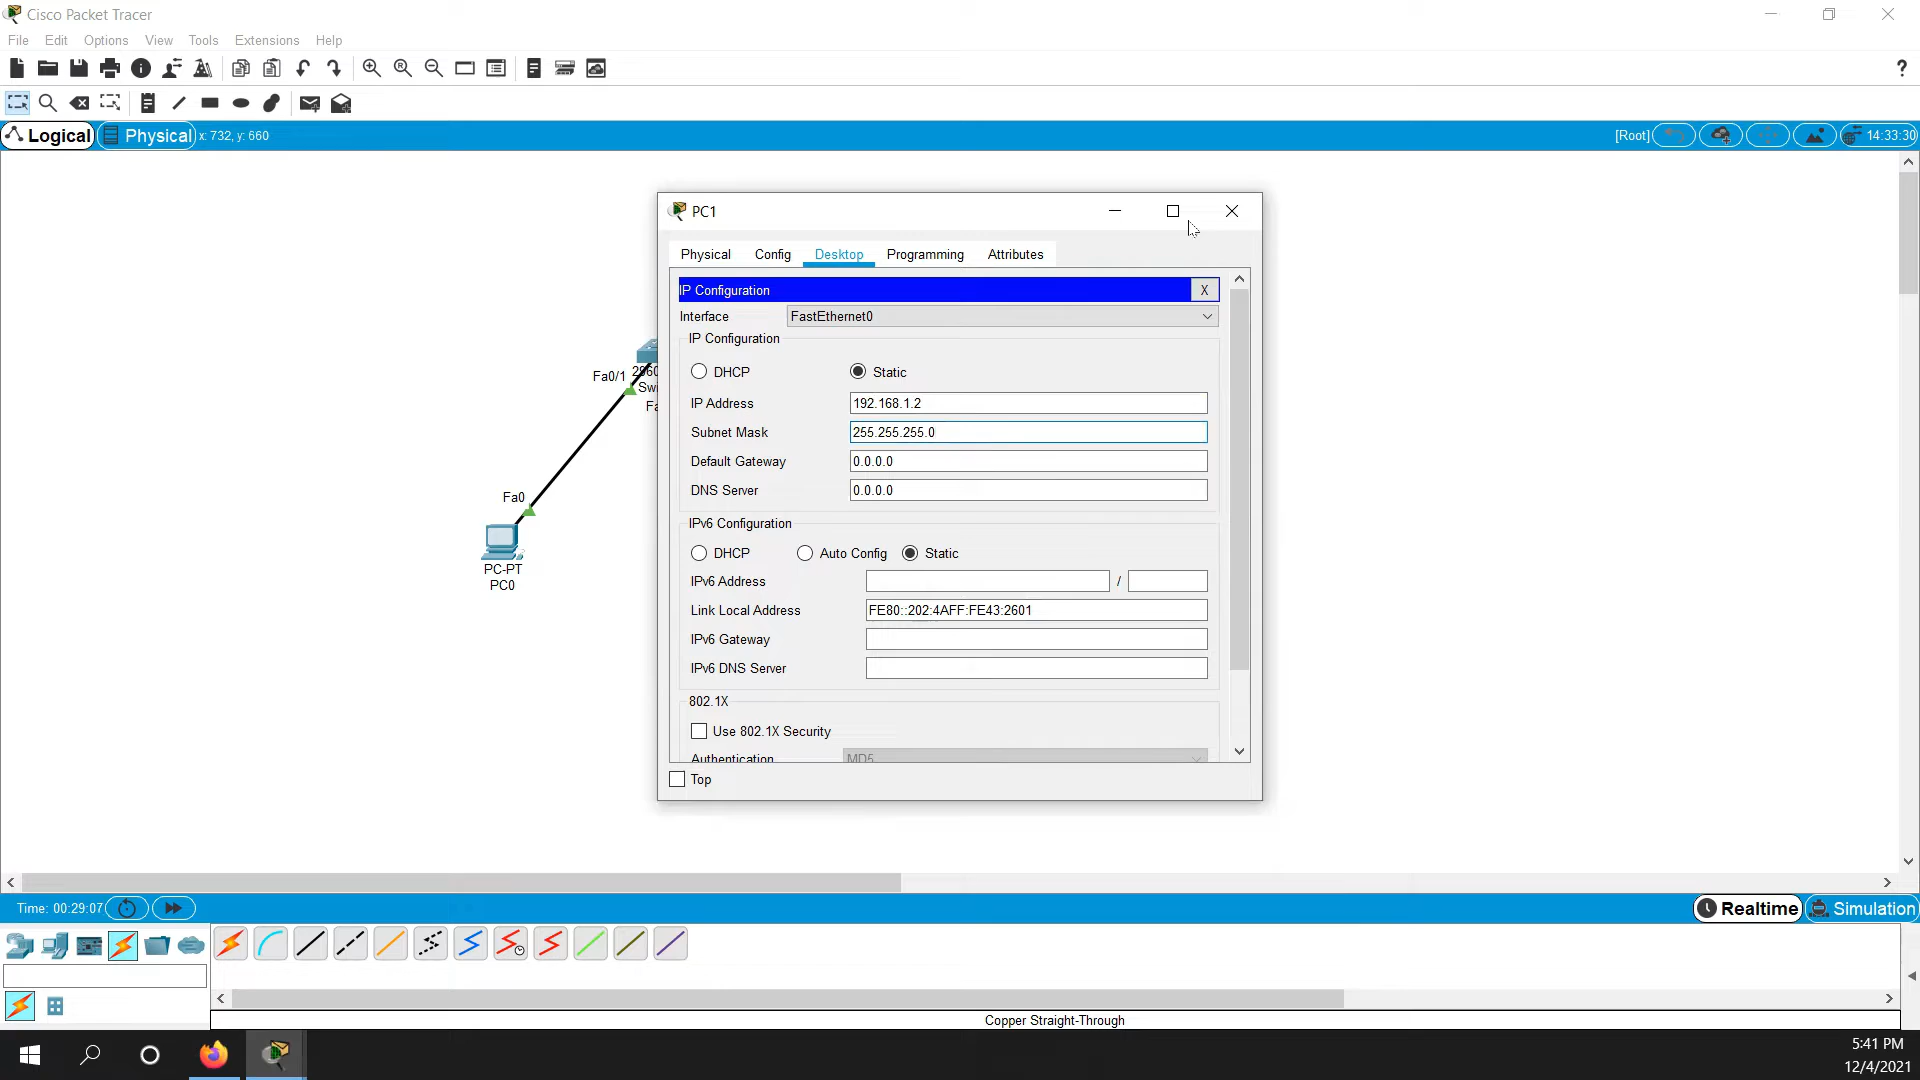 Cisco Packet Tracer
File Edit Options View Tools Extensions Help
?
Logical Physical x: 732, y: 660 [Root] 14:33:30
PC1
Physical Config Desktop Programming Attributes
IP Configuration X
Interface FastEthernet0
IP Configuration
DHCP Static
IP Address 192.168.1.2
Subnet Mask 255.255.255.0
Default Gateway 0.0.0.0
DNS Server 0.0.0.0
IPv6 Configuration
DHCP Auto Config Static
IPv6 Address /
Link Local Address FE80::202:4AFF:FE43:2601
IPv6 Gateway
IPv6 DNS Server
802.1X
Use 802.1X Security
Authentication MD5
Top
Fa0/1 2960
Swi
Fa
Fa0
PC-PT
PC0
Time: 00:29:07 Realtime Simulation
Copper Straight-Through
5:41 PM
12/4/2021